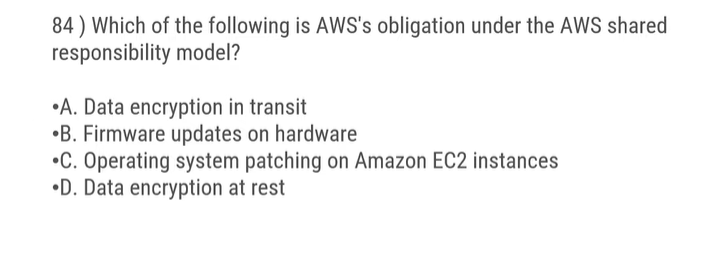 84 ) Which of the following is AWS's obligation under the AWS shared
responsibility model?
•A. Data encryption in transit
•B. Firmware updates on hardware
•C. Operating system patching on Amazon EC2 instances
•D. Data encryption at rest